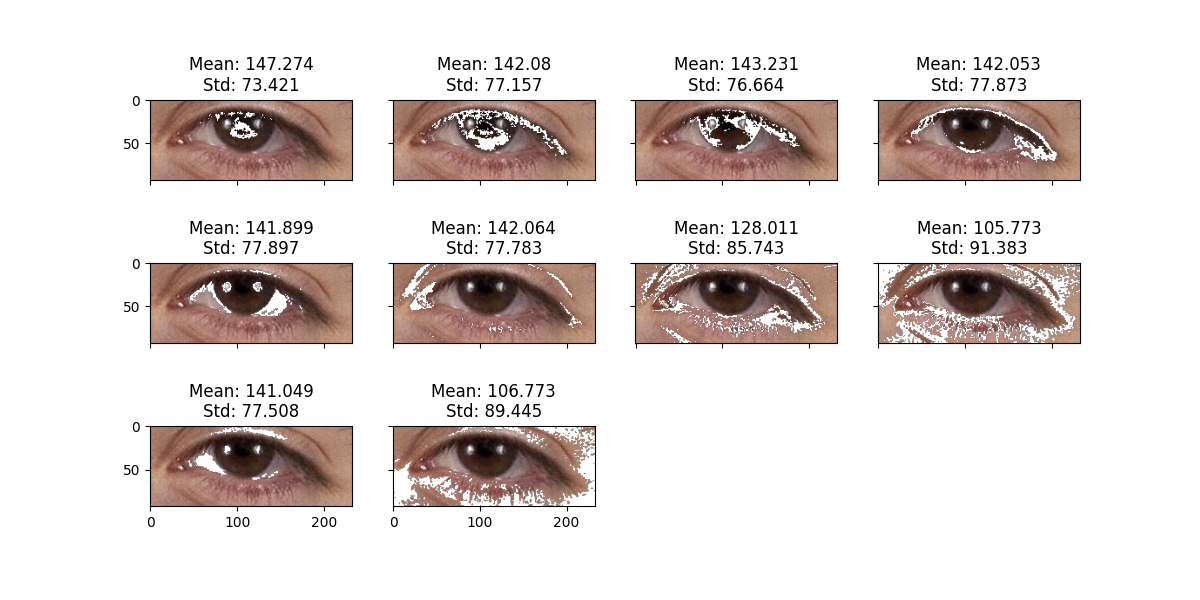 Mean: 147.274
Std: 73.421
Mean: 142.08
Std: 77.157
Mean: 143.231
Std: 76.664
Mean: 142.053
Std: 77.873
0
50
Mean: 141.899
Std: 77.897
Mean: 142.064
Std: 77.783
Mean: 128.011
Std: 85.743
Mean: 105.773
Std: 91.383
0
50
Mean: 141.049
Std: 77.508
Mean: 106.773
Std: 89.445
0
50
0 100 200
0 100 200